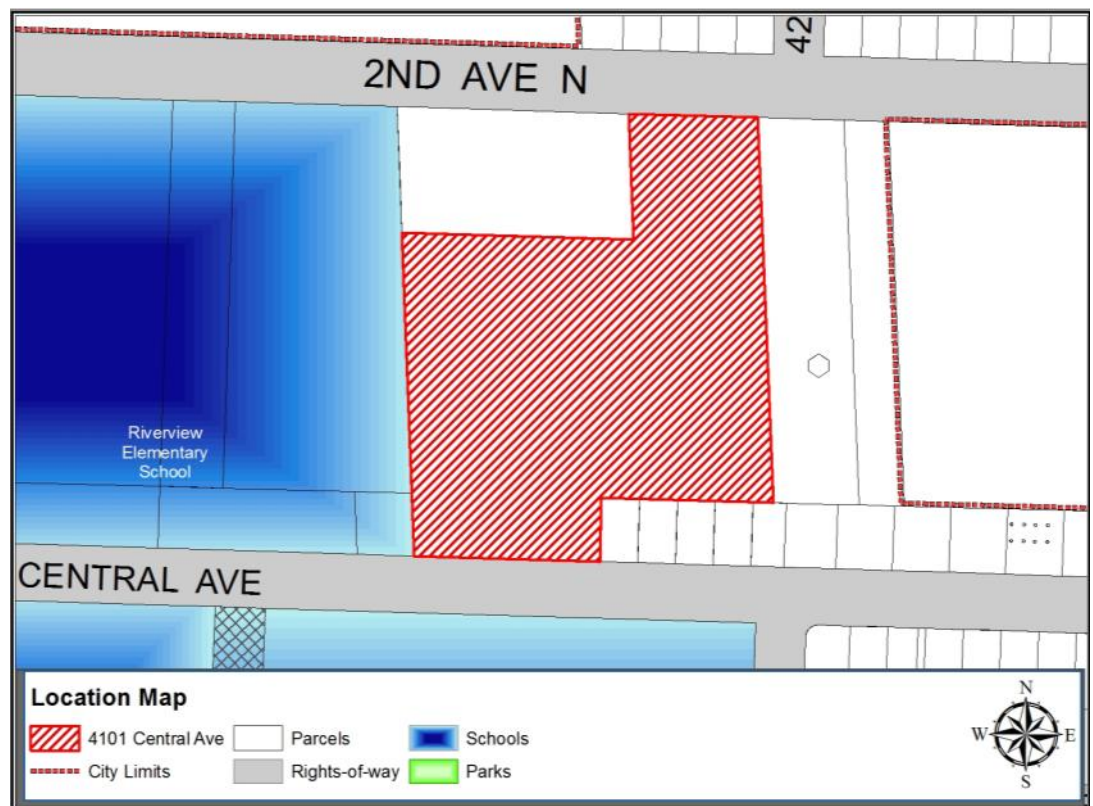 42
2ND AVE N
Riverview
Elementary
School
CENTRAL AVE
Location Map
4101 Central Ave
Parcels
Schools
City Limits
Rights-of-way
Parks
N
W
E
S